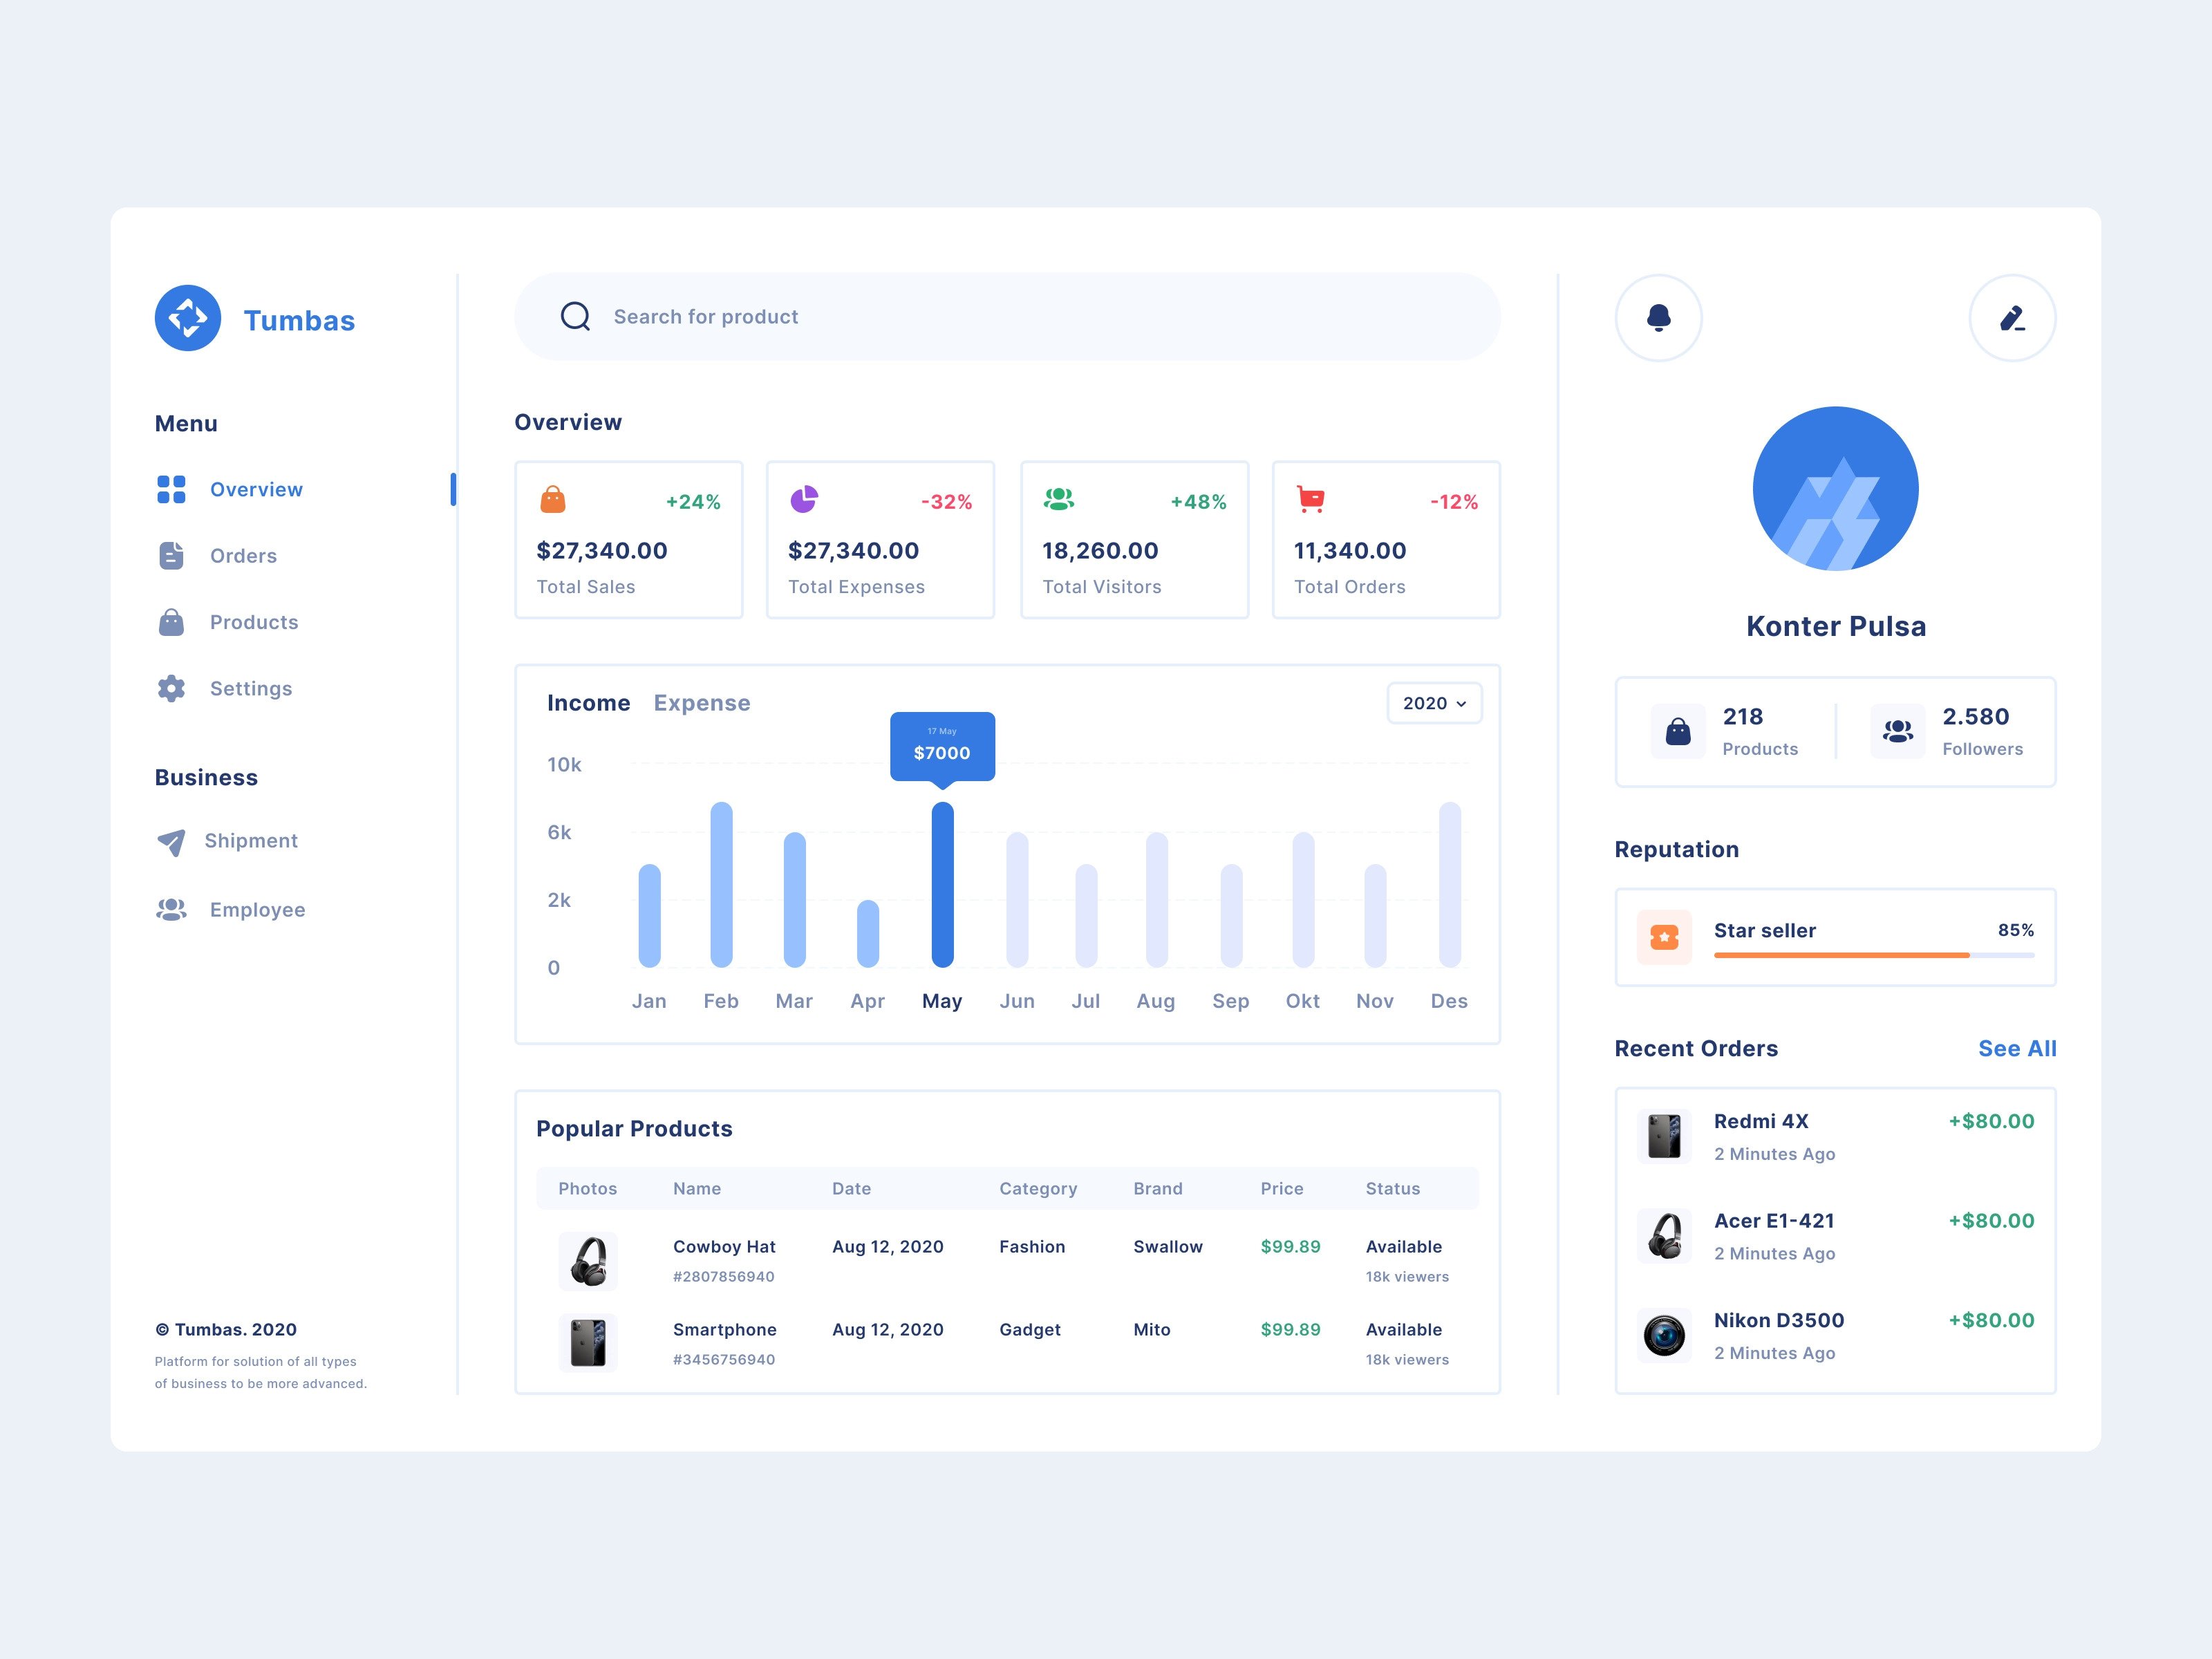 Tumbas
Menu
Overview
Orders
Products
Settings
Business
Shipment
Employee
© Tumbas. 2020
Platform for solution of all types
of business to be more advanced.
Search for product
Overview
+24%
$27,340.00
Total Sales
-32%
$27,340.00
Total Expenses
+48%
18,260.00
Total Visitors
-12%
11,340.00
Total Orders
Income Expense
2020
17 May
$7000
10k
6k
2k
0
Jan Feb Mar Apr May Jun Jul Aug Sep Okt Nov Des
Popular Products
Photos Name Date Category Brand Price Status
Cowboy Hat Aug 12, 2020 Fashion Swallow $99.89 Available
#2807856940 18k viewers
Smartphone Aug 12, 2020 Gadget Mito $99.89 Available
#3456756940 18k viewers
Konter Pulsa
218
Products
2.580
Followers
Reputation
Star seller 85%
Recent Orders See All
Redmi 4X +$80.00
2 Minutes Ago
Acer E1-421 +$80.00
2 Minutes Ago
Nikon D3500 +$80.00
2 Minutes Ago